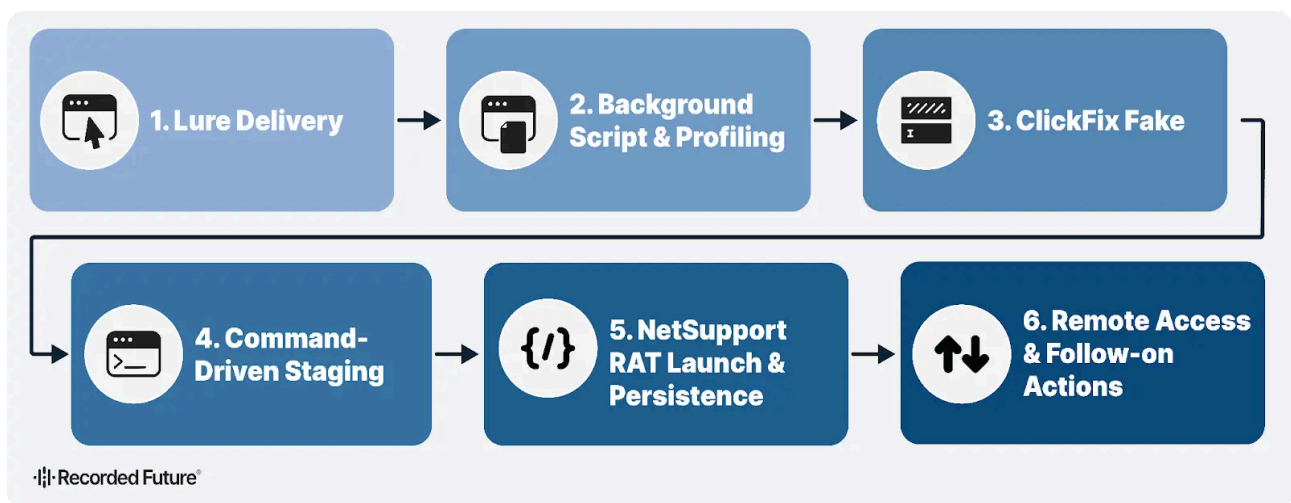 1. Lure Delivery
2. Background
Script & Profiling
3. ClickFix Fake
4. Command-
Driven Staging
5. NetSupport
RAT Launch &
Persistence
6. Remote Access
& Follow-on
Actions
Recorded Future®